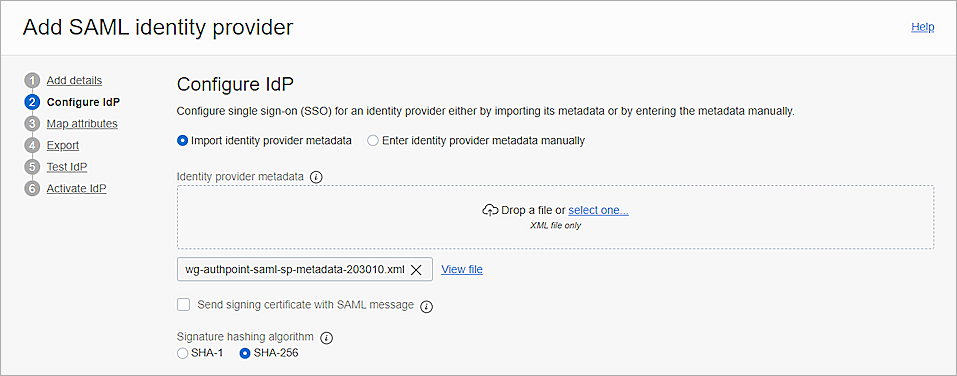 Add SAML identity provider
Help
1 Add details
2 Configure IdP
3 Map attributes
4 Export
5 Test IdP
6 Activate IdP
Configure IdP
Configure single sign-on (SSO) for an identity provider either by importing its metadata or by entering the metadata manually.
Import identity provider metadata Enter identity provider metadata manually
Identity provider metadata i
Drop a file or select one...
XML file only
wg-authpoint-saml-sp-metadata-203010.xml View file
Send signing certificate with SAML message i
Signature hashing algorithm i
SHA-1 SHA-256